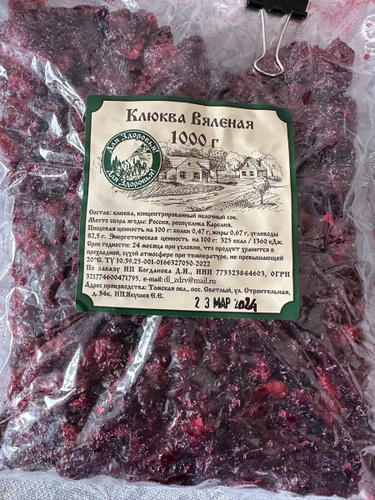 Клюква Вяленая
1000 г
Для Здоровья!
Для Здоровья!
Состав: клюква, концентрированный яблочный сок.
Место сбора ягоды: Россия, республика Карелия.
Пищевая ценность на 100 г: белки 0,47 г, жиры 0,67 г, углеводы
82,5 г. Энергетическая ценность на 100 г: 325 ккал / 1360 кДж.
Срок годности: 24 месяца при условии, что продукт хранится в
прохладной, сухой атмосфере при температуре, не превышающей
20°С. ТУ 10.39.25-001-0166327050-2022
По заказу ИП Богданова Д.И., ИНН 773323844603, ОГРН
321774600471795, e-mail:dl_zdrv@mail.ru
Адрес производства: Томская обл., пос. Светлый, ул. Строительная,
д. 34а, ИП Якушев Е.Е.
2 3 МАР 2024